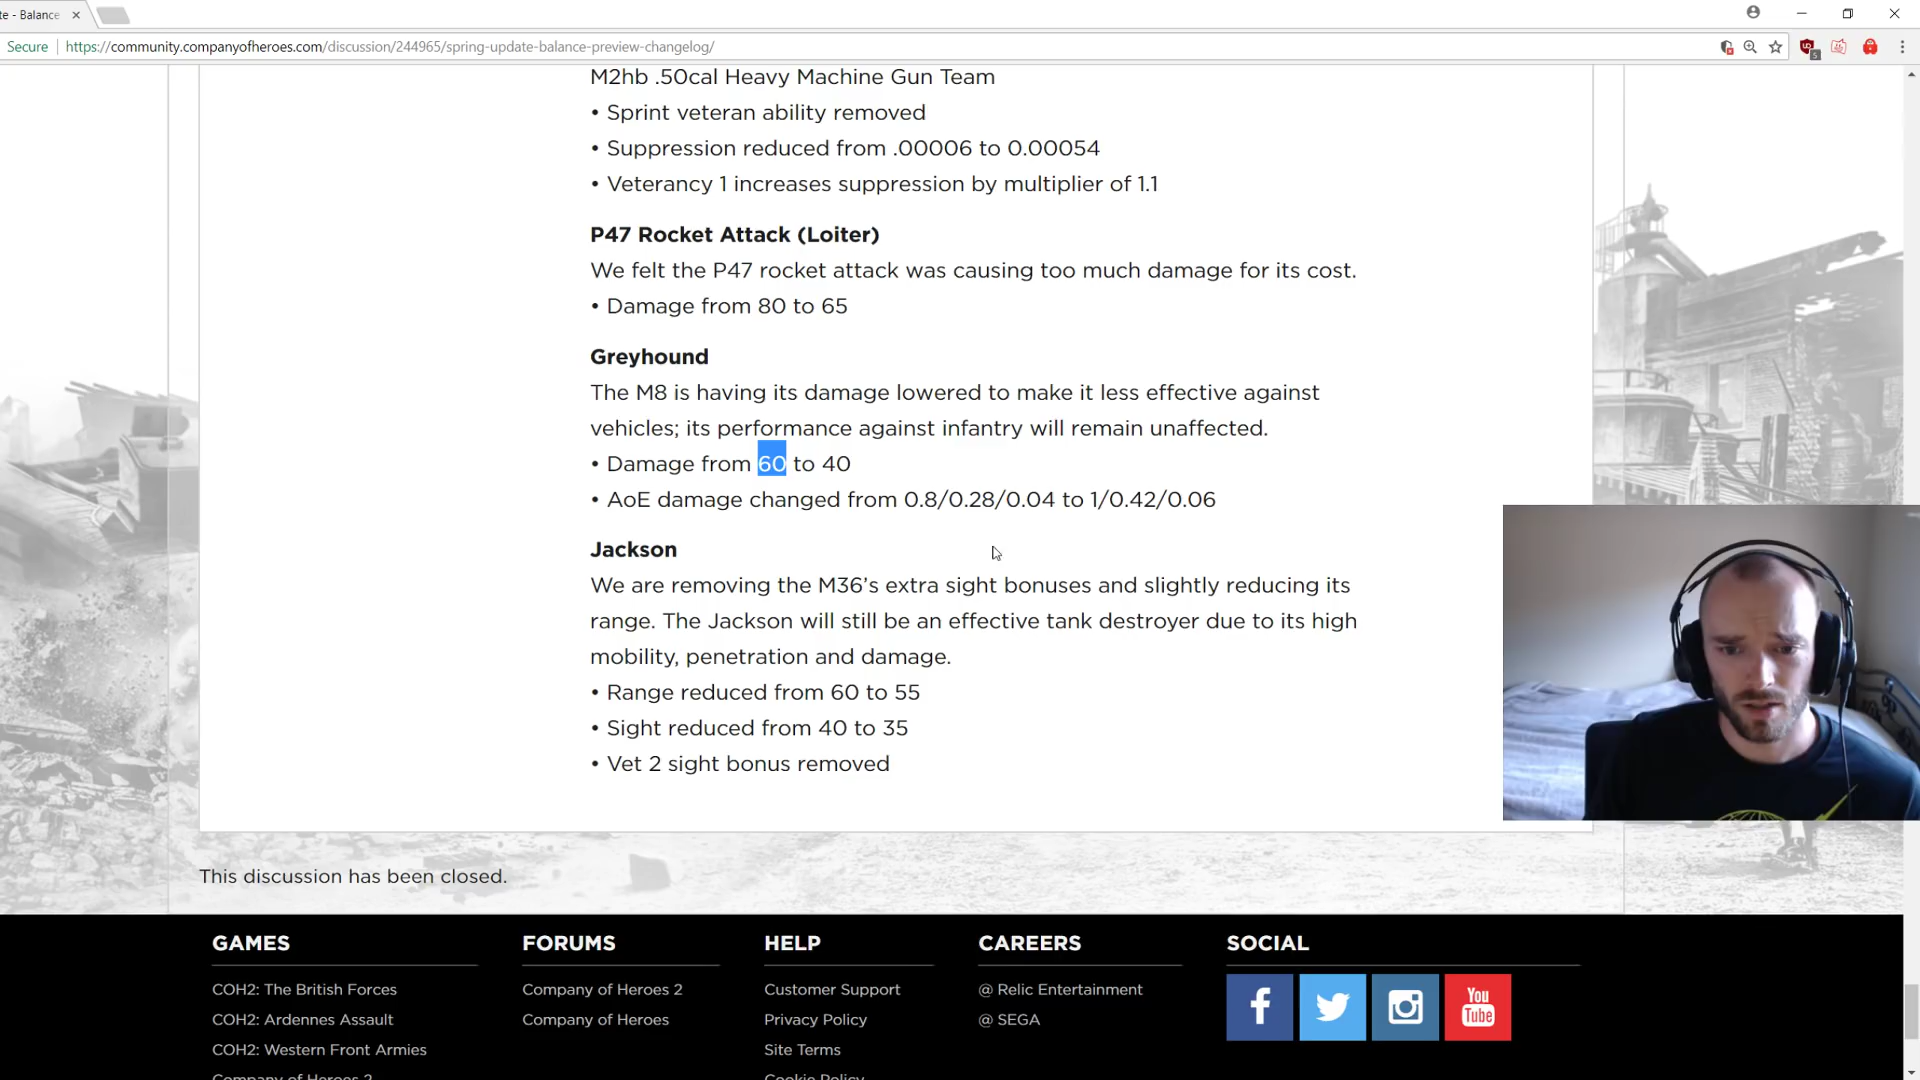 te - Balance
Secure https://community.companyofheroes.com/discussion/244965/spring-update-balance-preview-changelog/
M2hb .50cal Heavy Machine Gun Team
• Sprint veteran ability removed
• Suppression reduced from .00006 to 0.00054
• Veterancy 1 increases suppression by multiplier of 1.1
P47 Rocket Attack (Loiter)
We felt the P47 rocket attack was causing too much damage for its cost.
• Damage from 80 to 65
Greyhound
The M8 is having its damage lowered to make it less effective against
vehicles; its performance against infantry will remain unaffected.
• Damage from 60 to 40
• AoE damage changed from 0.8/0.28/0.04 to 1/0.42/0.06
Jackson
We are removing the M36’s extra sight bonuses and slightly reducing its
range. The Jackson will still be an effective tank destroyer due to its high
mobility, penetration and damage.
• Range reduced from 60 to 55
• Sight reduced from 40 to 35
• Vet 2 sight bonus removed
This discussion has been closed.
GAMES FORUMS HELP CAREERS SOCIAL
COH2: The British Forces Company of Heroes 2 Customer Support @ Relic Entertainment
COH2: Ardennes Assault Company of Heroes Privacy Policy @ SEGA
You
Tube
COH2: Western Front Armies Site Terms
Company of Heroes 2 Cookie Policy